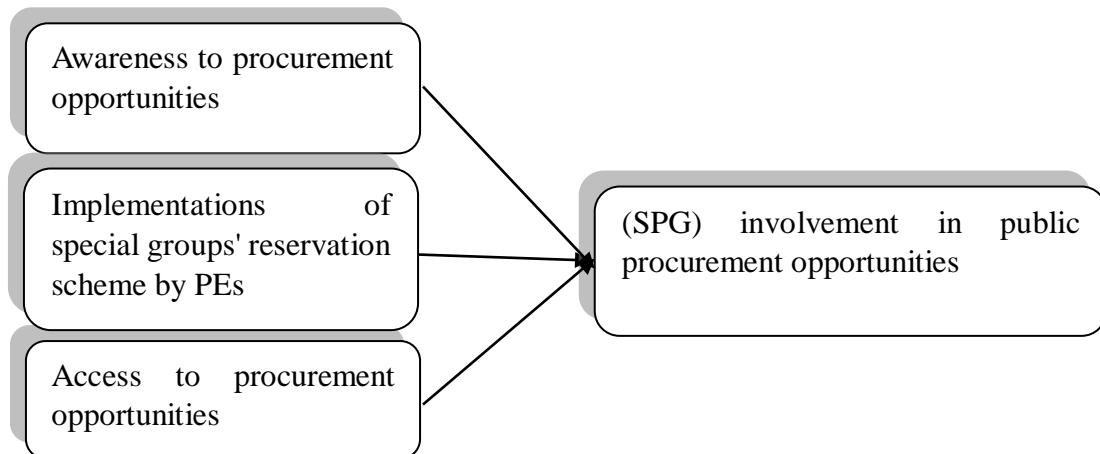 Awareness to procurement
opportunities
Implementations of
special groups' reservation
scheme by PEs
Access to procurement
opportunities
(SPG) involvement in public
procurement opportunities